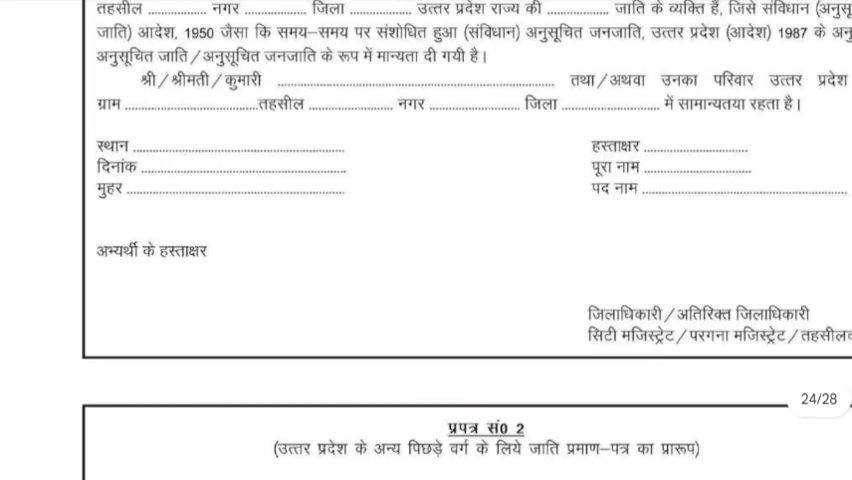 तहसील .................. नगर .................. जिला .................. उत्तर प्रदेश राज्य की .................. जाति के व्यक्ति हैं, जिसे संविधान (अनुसू
जाति) आदेश, 1950 जैसा कि समय–समय पर संशोधित हुआ (संविधान) अनुसूचित जनजाति, उत्तर प्रदेश (आदेश) 1987 के अनु
अनुसूचित जाति / अनुसूचित जनजाति के रूप में मान्यता दी गयी है।
श्री / श्रीमती / कुमारी .................................................................. तथा / अथवा उनका परिवार उत्तर प्रदेश
ग्राम ......................................तहसील ........................ नगर .......................... जिला ............................ में सामान्यतया रहता है।
स्थान ............................................................ हस्ताक्षर ..............................
दिनांक .......................................................... पूरा नाम ..............................
मुहर .............................................................. पद नाम ............................................................
अभ्यर्थी के हस्ताक्षर
जिलाधिकारी / अतिरिक्त जिलाधिकारी
सिटी मजिस्ट्रेट / परगना मजिस्ट्रेट / तहसील
24/28
प्रपत्र सं0 2
(उत्तर प्रदेश के अन्य पिछड़े वर्ग के लिये जाति प्रमाण–पत्र का प्रारूप)